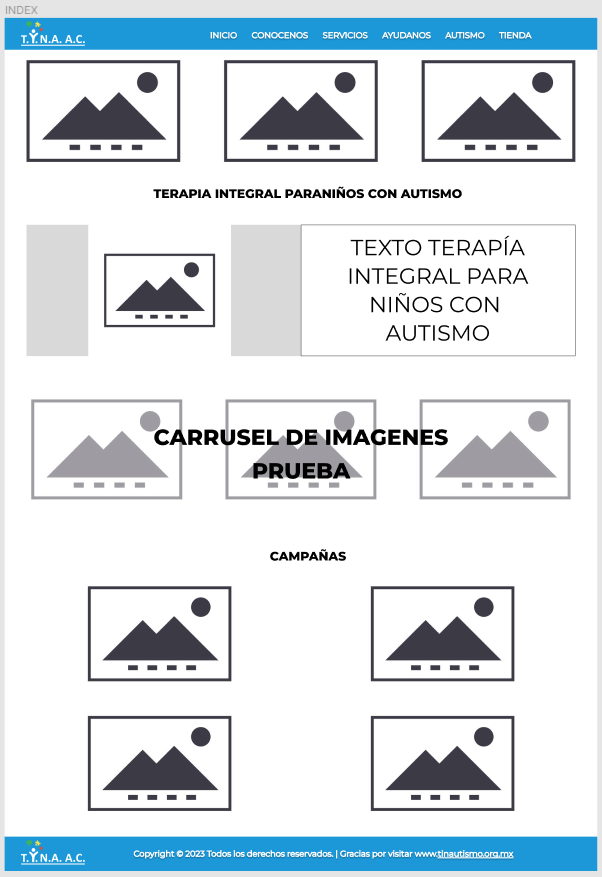 INDEX
T.Y.N.A. A.C.
INICIO CONOCENOS SERVICIOS AYUDANOS AUTISMO TIENDA
TERAPIA INTEGRAL PARANIÑOS CON AUTISMO
TEXTO TERAPÍA
INTEGRAL PARA
NIÑOS CON
AUTISMO
CARRUSEL DE IMAGENES
PRUEBA
CAMPAÑAS
T.Y.N.A. A.C.
Copyright © 2023 Todos los derechos reservados. | Gracias por visitar www.tinautismo.org.mx